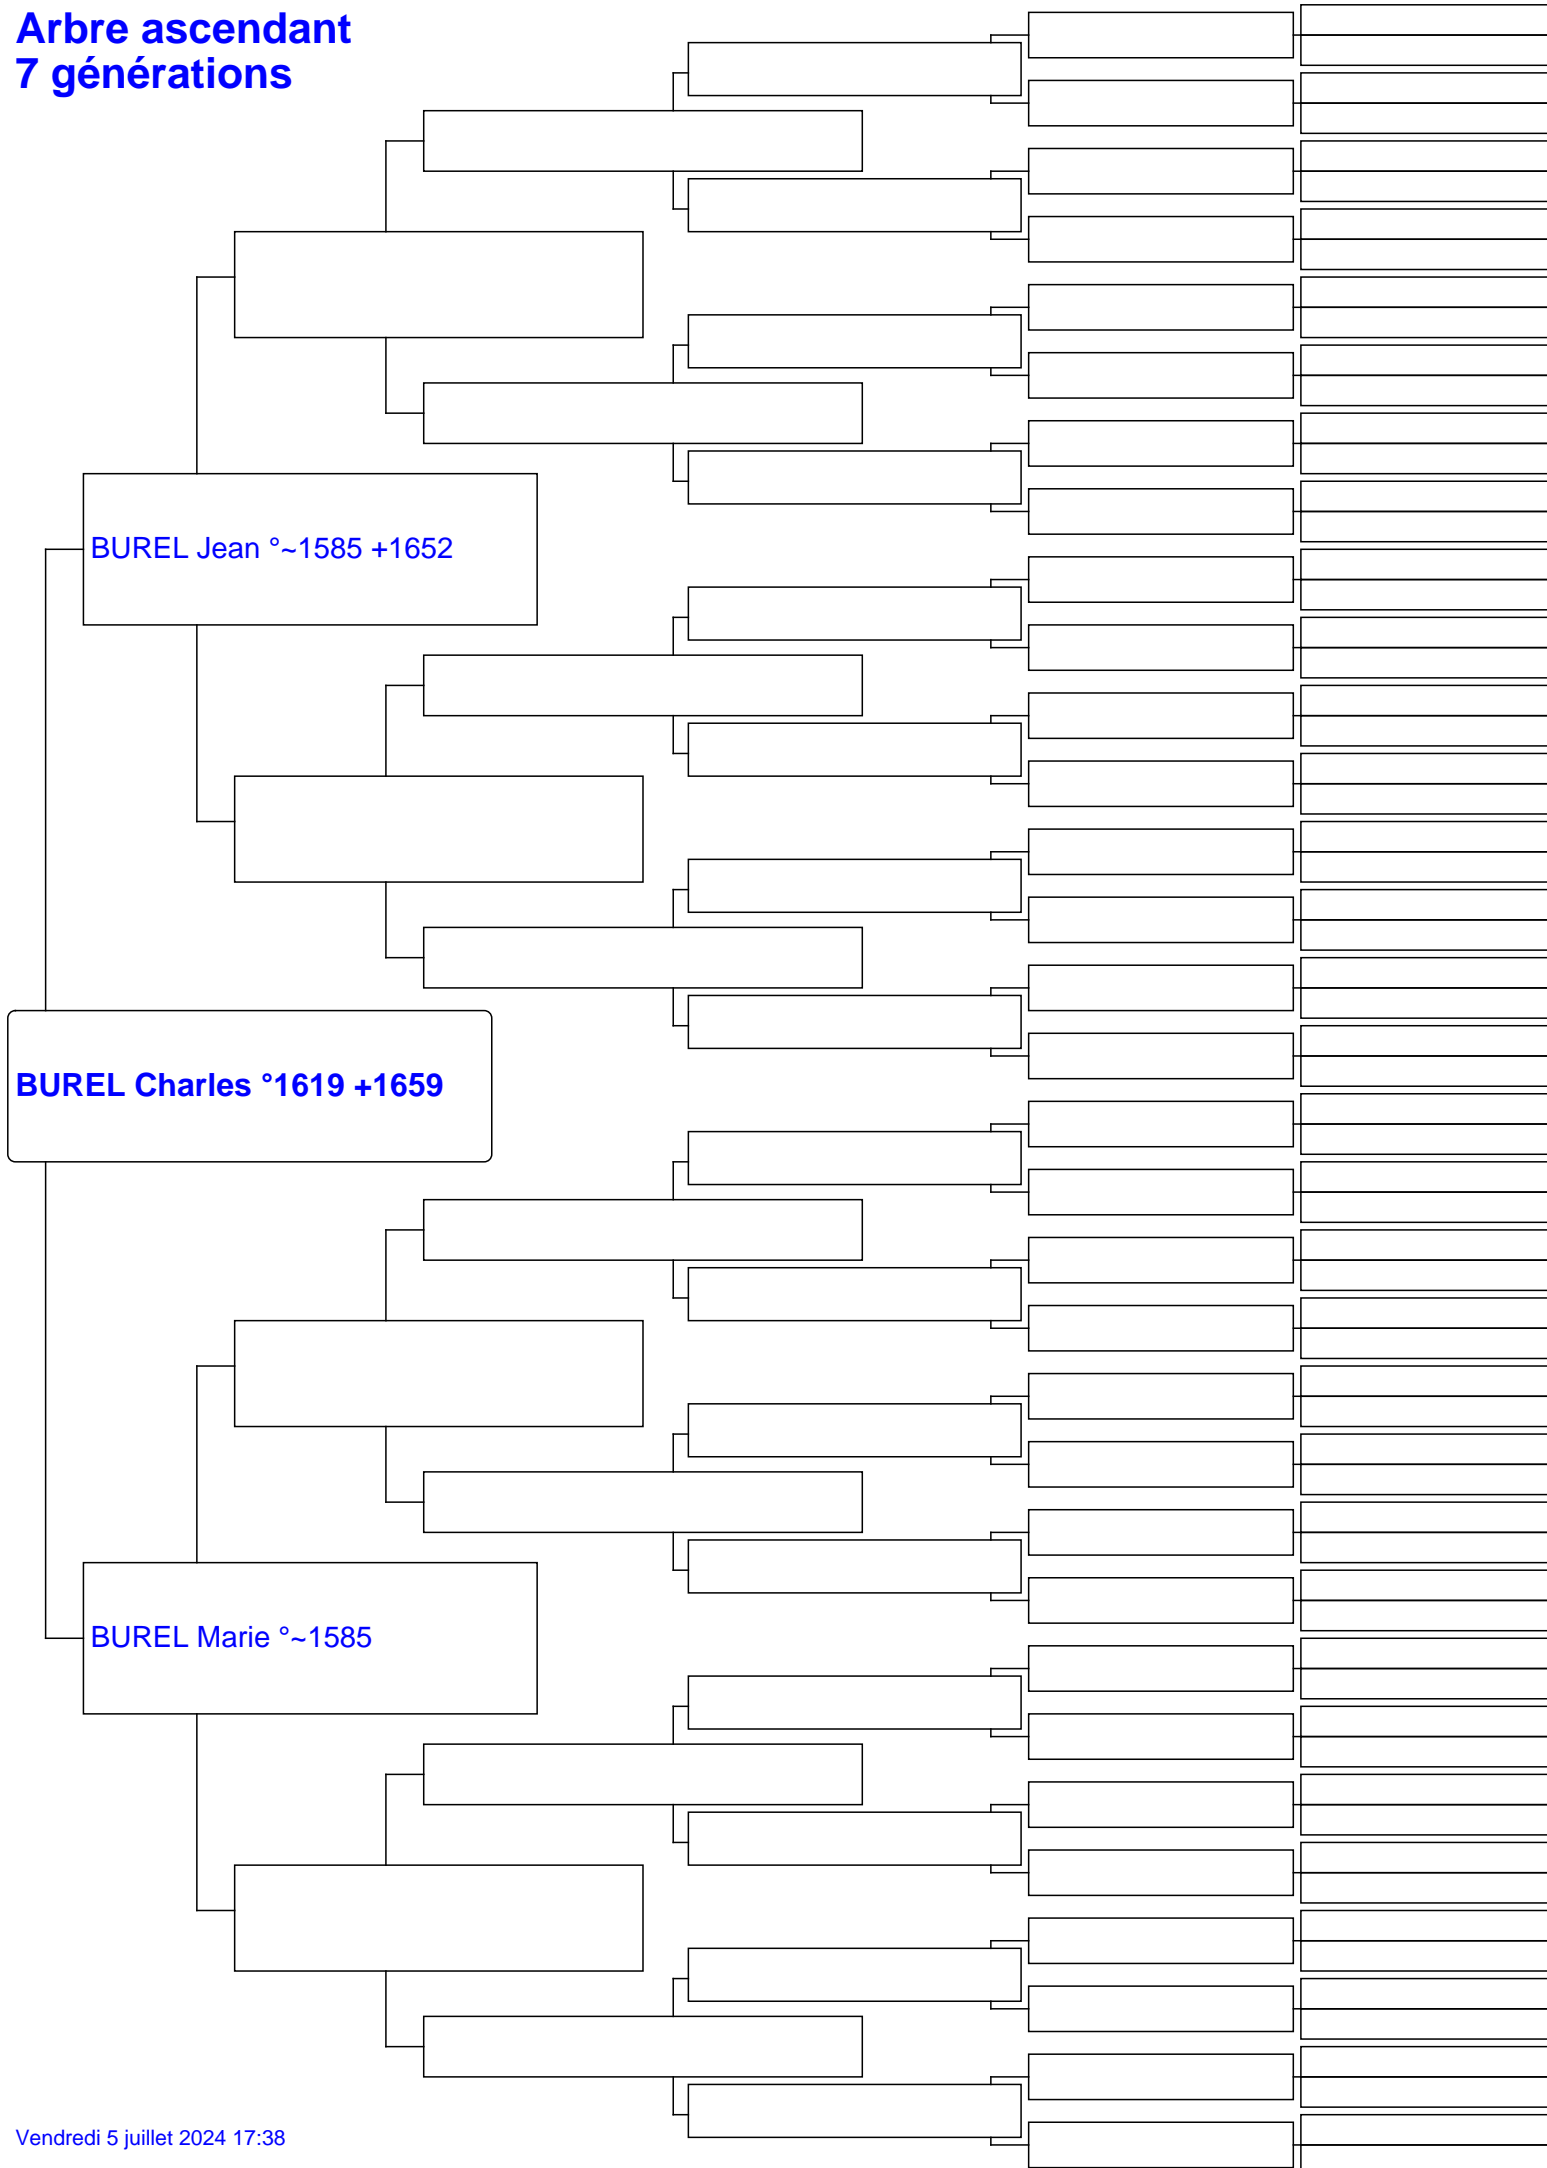 Arbre ascendant
7 générations
BUREL Jean °~1585 +1652
BUREL Charles °1619 +1659
BUREL Marie °~1585
Vendredi 5 juillet 2024 17:38